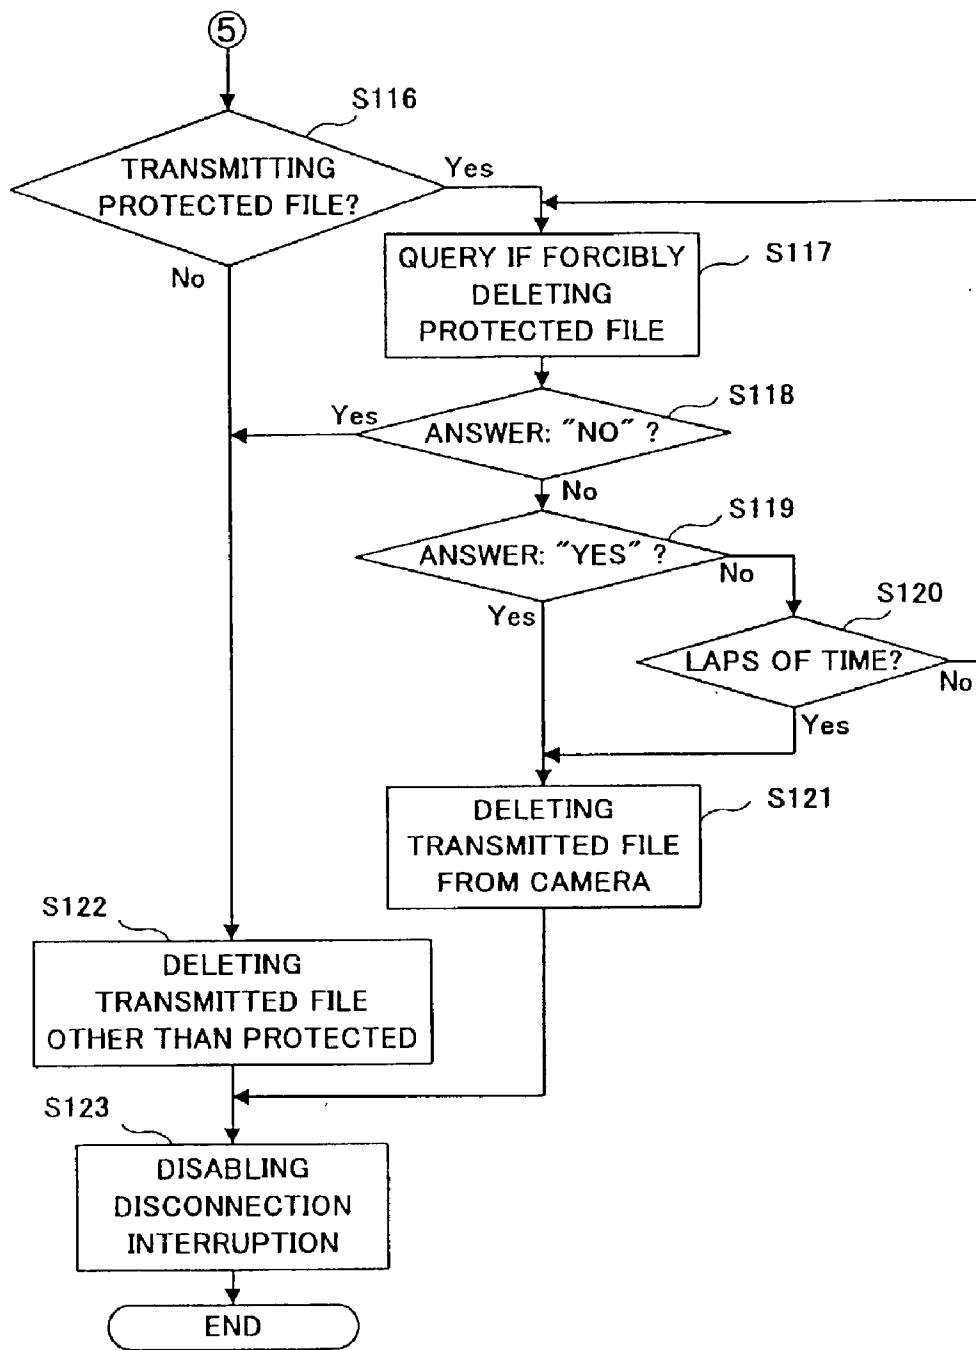 5
S116
TRANSMITTING
PROTECTED FILE?
Yes
No
QUERY IF FORCIBLY
DELETING
PROTECTED FILE
S117
S118
Yes
ANSWER: "NO" ?
No
S119
ANSWER: "YES" ?
No
Yes
S120
LAPS OF TIME?
No
Yes
S121
DELETING
TRANSMITTED FILE
FROM CAMERA
S122
DELETING
TRANSMITTED FILE
OTHER THAN PROTECTED
S123
DISABLING
DISCONNECTION
INTERRUPTION
END